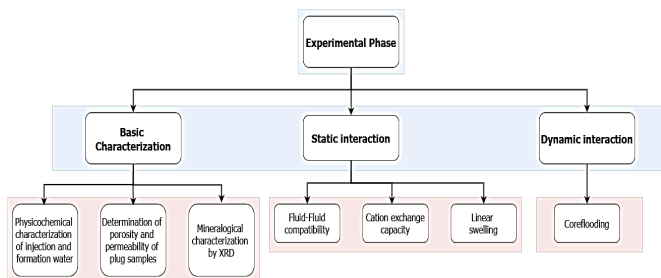 Experimental Phase
Basic
Characterization
Static interaction
Dynamic interaction
Physicochemical
characterization
of injection and
formation water
Determination of
porosity and
permeability of
plug samples
Mineralogical
characterization
by XRD
Fluid-Fluid
compatibility
Cation exchange
capacity
Linear
swelling
Coreflooding